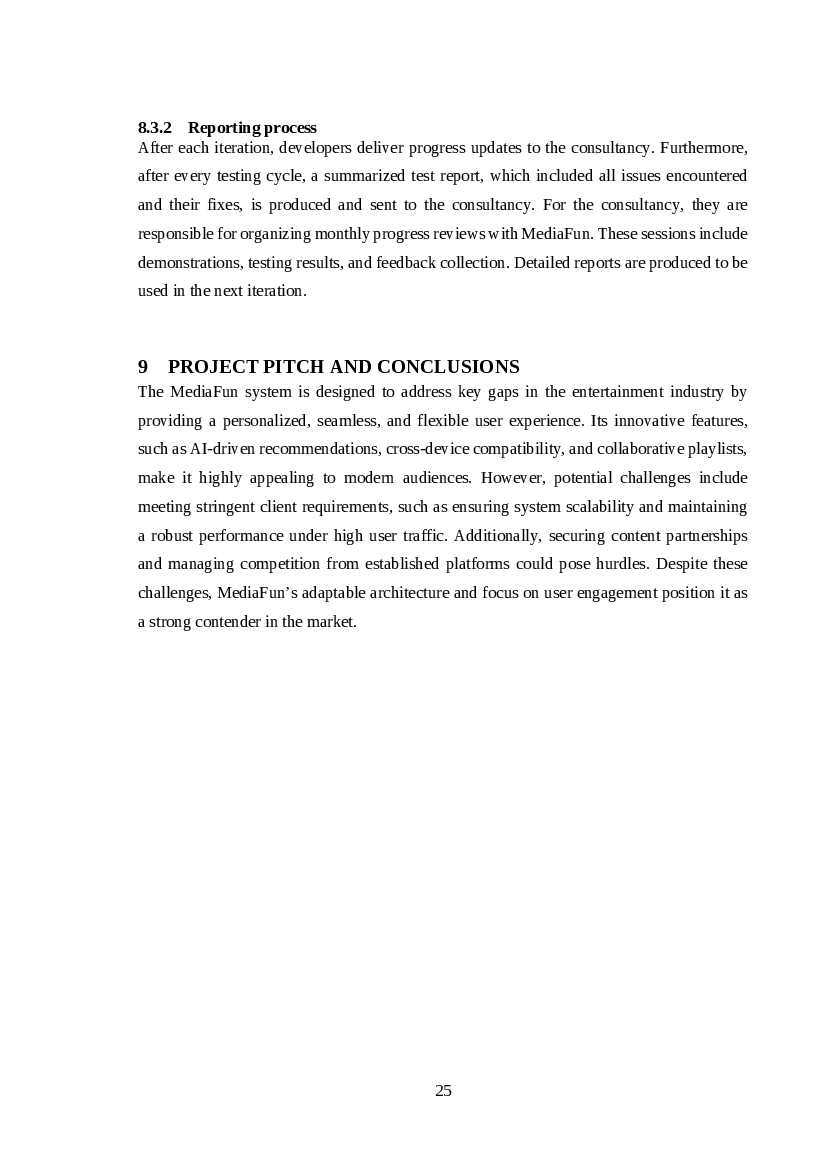 8.3.2 Reporting process
After each iteration, developers deliver progress updates to the consultancy. Furthermore,
after every testing cycle, a summarized test report, which included all issues encountered
and their fixes, is produced and sent to the consultancy. For the consultancy, they are
responsible for organizing monthly progress reviews with MediaFun. These sessions include
demonstrations, testing results, and feedback collection. Detailed reports are produced to be
used in the next iteration.
9 PROJECT PITCH AND CONCLUSIONS
The MediaFun system is designed to address key gaps in the entertainment industry by
providing a personalized, seamless, and flexible user experience. Its innovative features,
such as AI-driven recommendations, cross-device compatibility, and collaborative playlists,
make it highly appealing to modern audiences. However, potential challenges include
meeting stringent client requirements, such as ensuring system scalability and maintaining
a robust performance under high user traffic. Additionally, securing content partnerships
and managing competition from established platforms could pose hurdles. Despite these
challenges, MediaFun’s adaptable architecture and focus on user engagement position it as
a strong contender in the market.
25